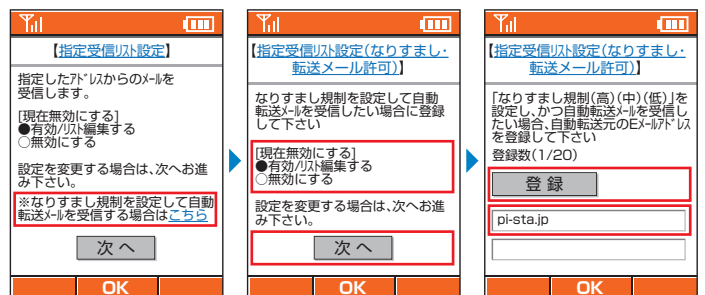 【指定受信ﾘｽﾄ設定】
指定したｱﾄﾞﾚｽからのﾒｰﾙを
受信します。
[現在無効にする]
●有効/ﾘｽﾄ編集する
○無効にする
設定を変更する場合は、次へお進
み下さい。
※なりすまし規制を設定して自動
転送ﾒｰﾙを受信する場合はこちら
次 へ
OK
【指定受信ﾘｽﾄ設定(なりすまし・
転送メール許可)】
なりすまし規制を設定して自動
転送ﾒｰﾙを受信したい場合に登録
して下さい
[現在無効にする]
●有効/ﾘｽﾄ編集する
○無効にする
設定を変更する場合は、次へお進
み下さい。
次 へ
OK
【指定受信ﾘｽﾄ設定(なりすまし・
転送メール許可)】
「なりすまし規制(高)(中)(低)」を
設定し、かつ自動転送ﾒｰﾙを受信し
たい場合、自動転送元のEﾒｰﾙｱﾄﾞﾚｽ
を登録して下さい
登録数(1/20)
登 録
pi-sta.jp
OK